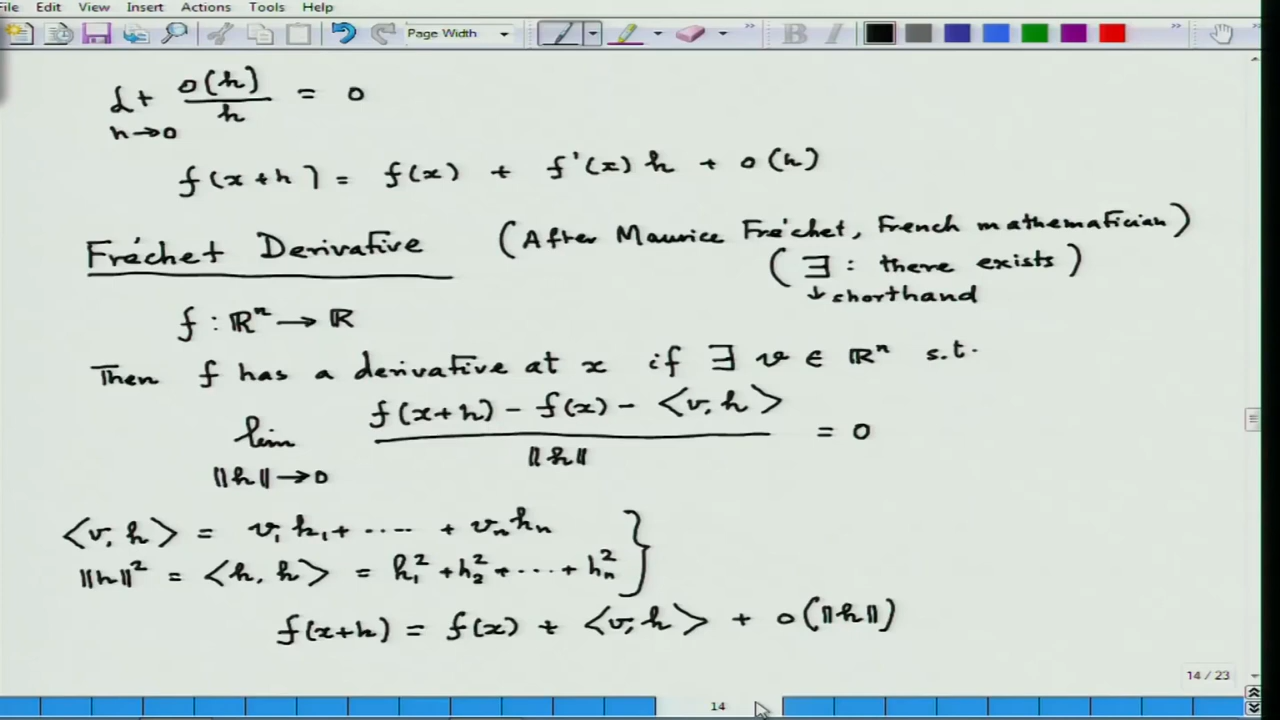 File Edit View Insert Actions Tools Help
Page Width
Lt o(h)/h = 0
h→0
f(x+h) = f(x) + f'(x) h + o(h)
Fréchet Derivative (After Maurice Fréchet, French mathematician)
(∃ : there exists)
↓ shorthand
f : ℝⁿ → ℝ
Then f has a derivative at x if ∃ v ∈ ℝⁿ s.t.
lim f(x+h) - f(x) - <v, h> / ||h|| = 0
||h||→0
<v, h> = v₁h₁ + ..... + vₙhₙ
||h||² = <h, h> = h₁² + h₂² + ... + hₙ² }
f(x+h) = f(x) + <v, h> + o(||h||)
14 / 23
14